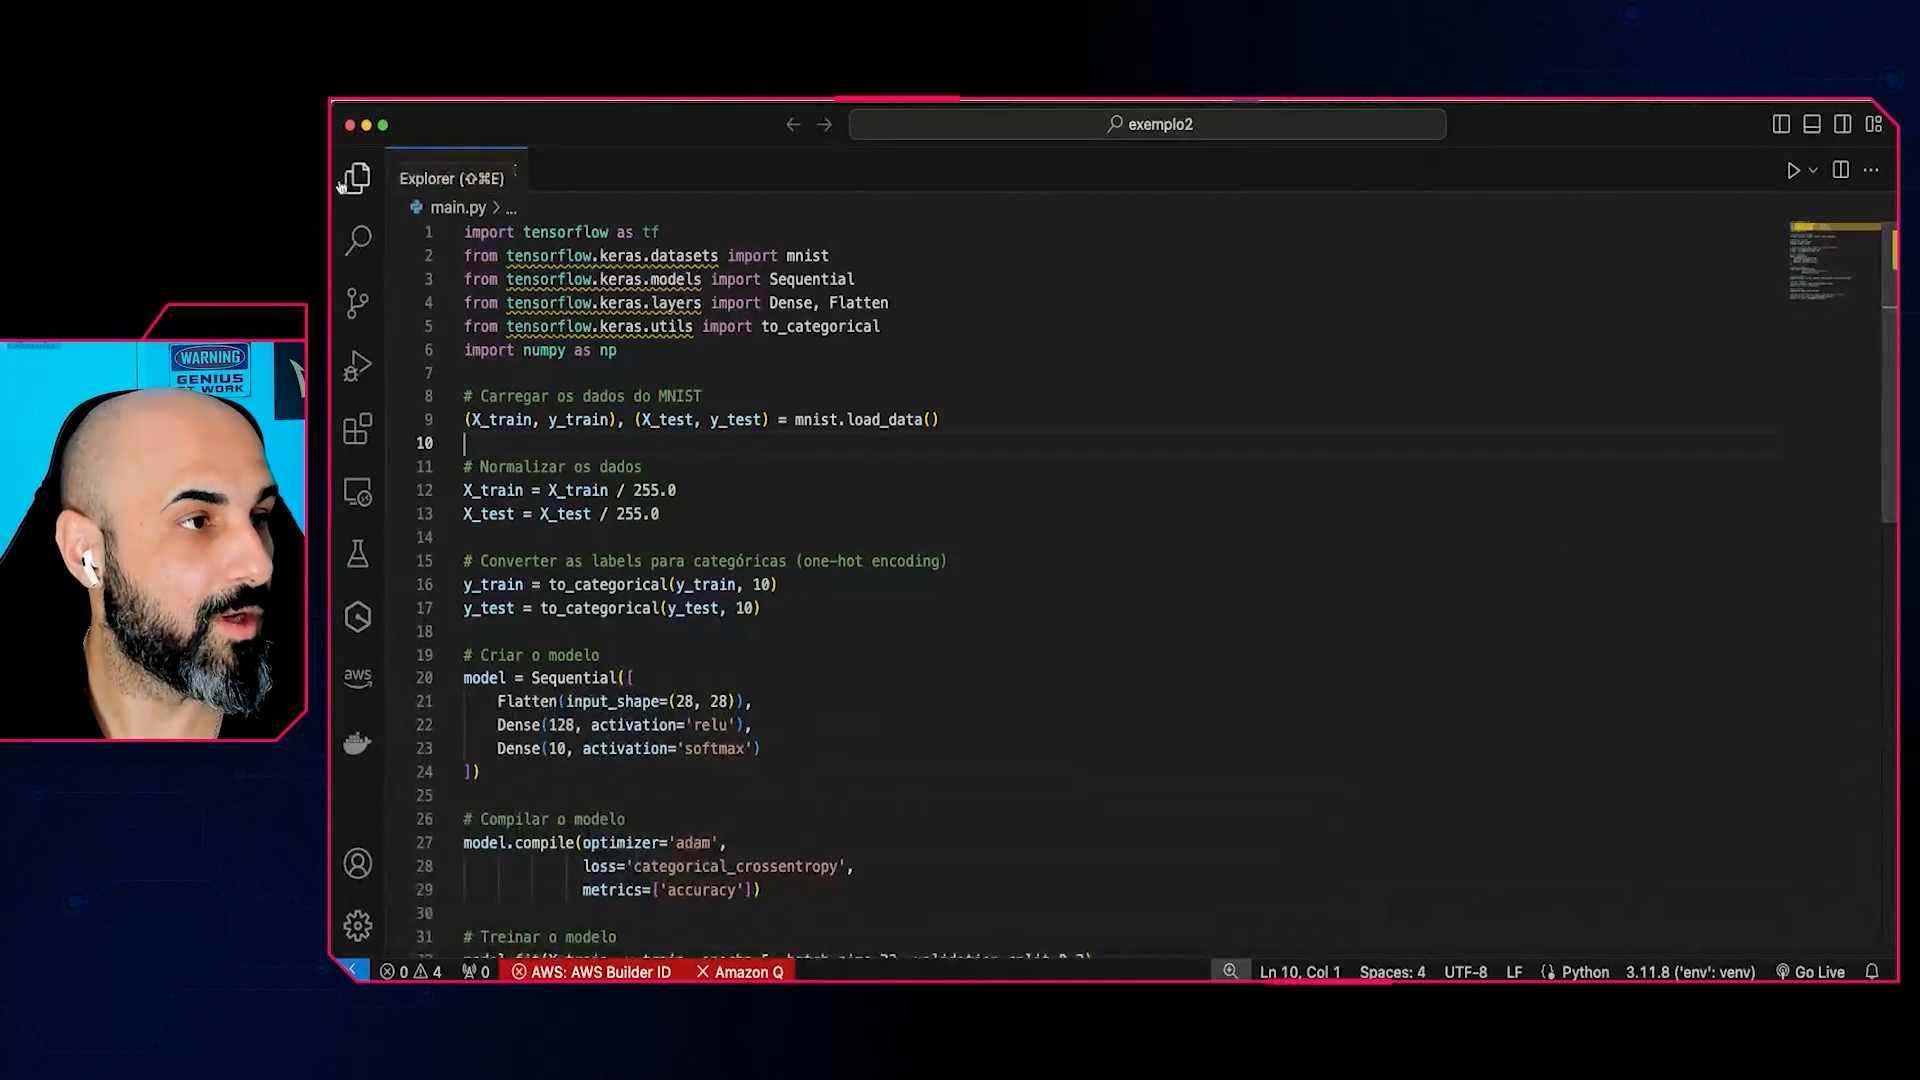 exemplo2
Explorer (⇧⌘E)
main.py > ...
1 import tensorflow as tf
2 from tensorflow.keras.datasets import mnist
3 from tensorflow.keras.models import Sequential
4 from tensorflow.keras.layers import Dense, Flatten
5 from tensorflow.keras.utils import to_categorical
6 import numpy as np
7
8 # Carregar os dados do MNIST
9 (X_train, y_train), (X_test, y_test) = mnist.load_data()
10
11 # Normalizar os dados
12 X_train = X_train / 255.0
13 X_test = X_test / 255.0
14
15 # Converter as labels para categóricas (one-hot encoding)
16 y_train = to_categorical(y_train, 10)
17 y_test = to_categorical(y_test, 10)
18
19 # Criar o modelo
20 model = Sequential([
21 Flatten(input_shape=(28, 28)),
22 Dense(128, activation='relu'),
23 Dense(10, activation='softmax')
24 ])
25
26 # Compilar o modelo
27 model.compile(optimizer='adam',
28 loss='categorical_crossentropy',
29 metrics=['accuracy'])
30
31 # Treinar o modelo
WARNING
GENIUS
AT WORK
aws
0 4 0 AWS: AWS Builder ID Amazon Q Ln 10, Col 1 Spaces: 4 UTF-8 LF {} Python 3.11.8 ('env': venv) Go Live